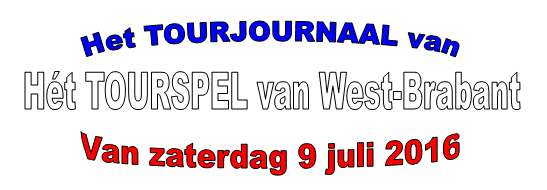 Het TOURJOURNAAL van
Hét TOURSPEL van West-Brabant
Van zaterdag 9 juli 2016